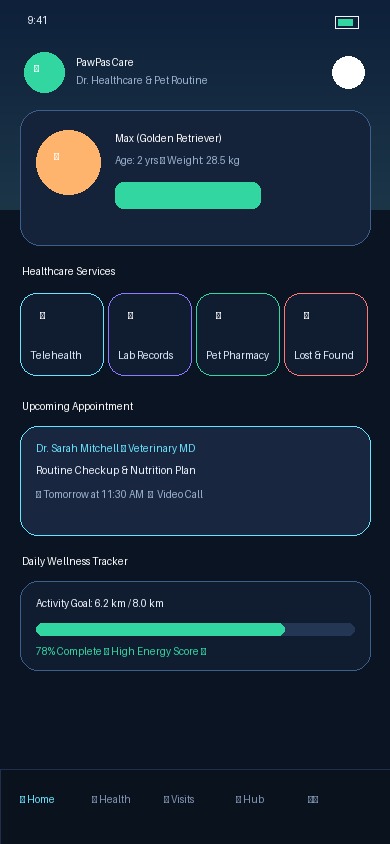 9:41
PawPas Care
Dr. Healthcare & Pet Routine
Max (Golden Retriever)
Age: 2 yrs Weight: 28.5 kg
Healthcare Services
Telehealth
Lab Records
Pet Pharmacy
Lost & Found
Upcoming Appointment
Dr. Sarah Mitchell Veterinary MD
Routine Checkup & Nutrition Plan
Tomorrow at 11:30 AM Video Call
Daily Wellness Tracker
Activity Goal: 6.2 km / 8.0 km
78% Complete High Energy Score
Home Health Visits Hub